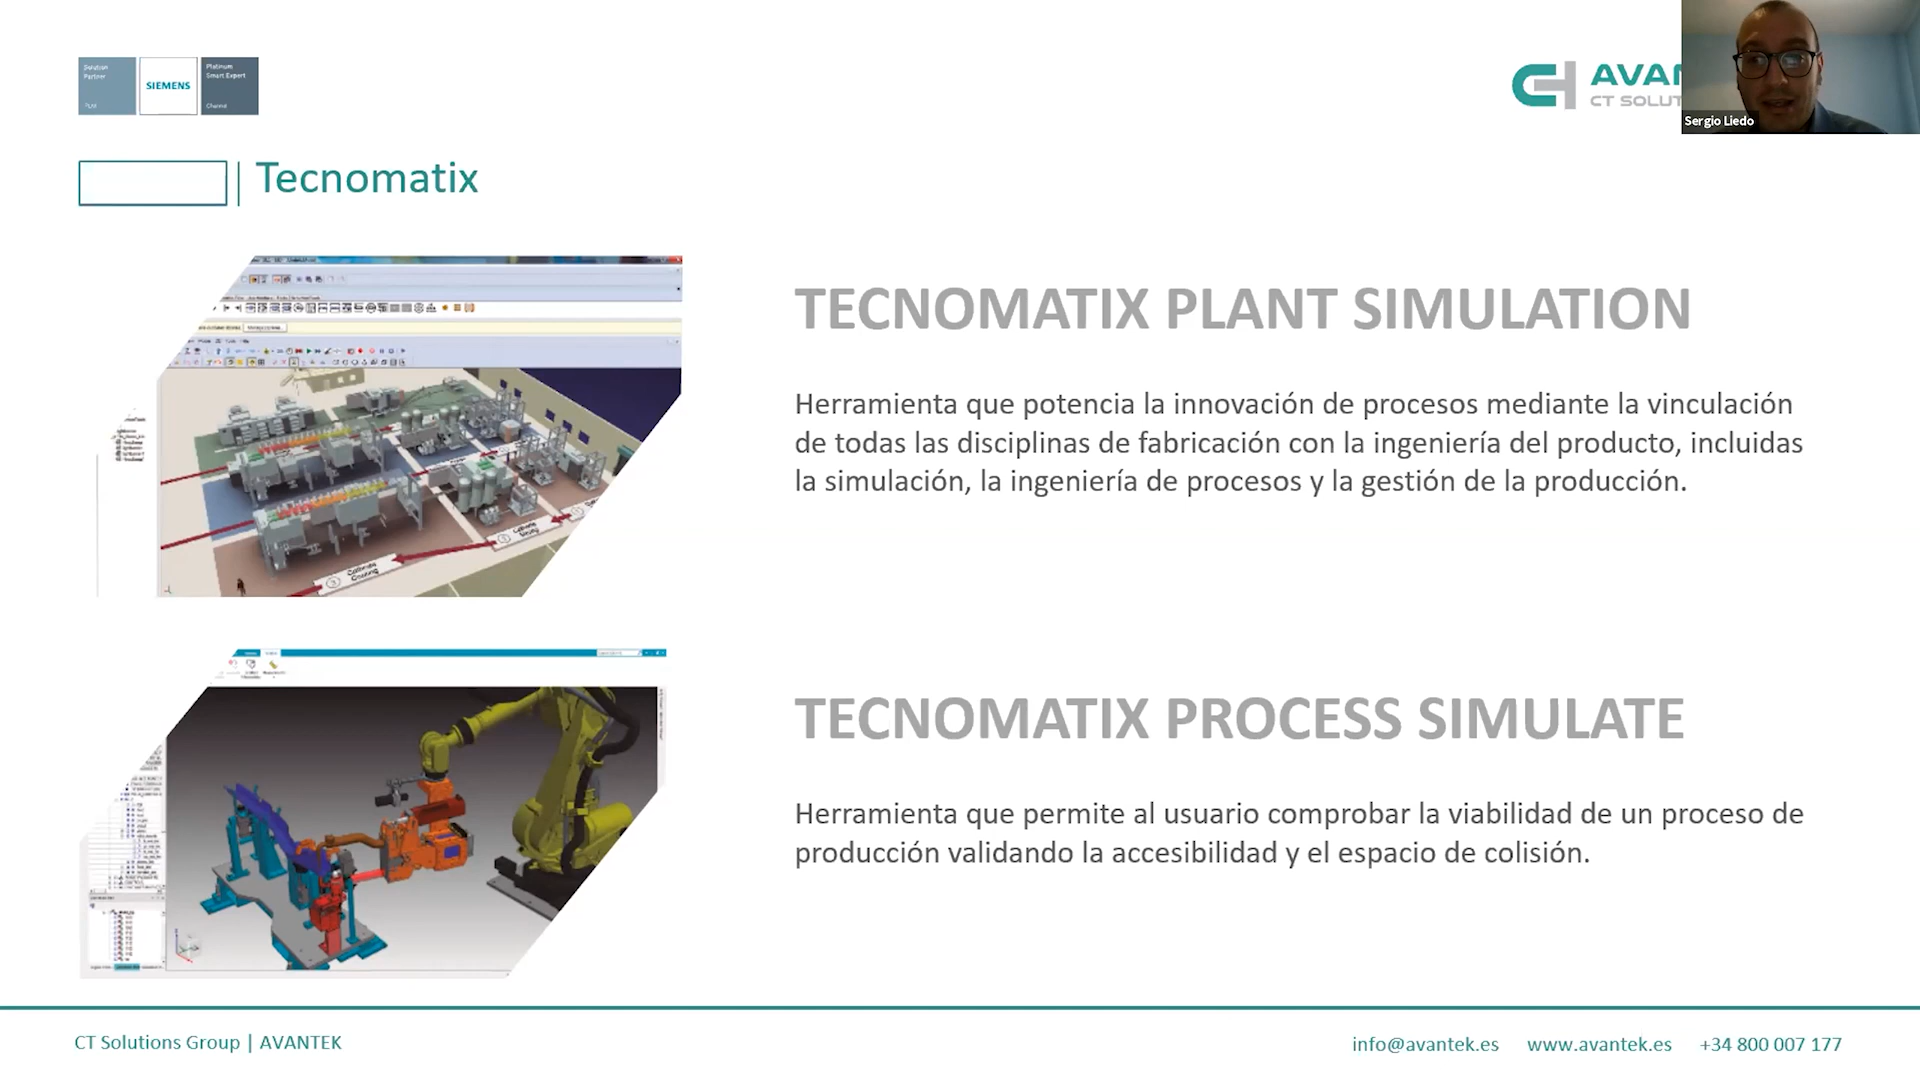 Solution
Partner
PLM
SIEMENS
Platinum
Smart Expert
Channel
AVAN
CT SOLUT
Sergio Liedo
Tecnomatix
TECNOMATIX PLANT SIMULATION
Herramienta que potencia la innovación de procesos mediante la vinculación
de todas las disciplinas de fabricación con la ingeniería del producto, incluidas
la simulación, la ingeniería de procesos y la gestión de la producción.
TECNOMATIX PROCESS SIMULATE
Herramienta que permite al usuario comprobar la viabilidad de un proceso de
producción validando la accesibilidad y el espacio de colisión.
CT Solutions Group | AVANTEK
info@avantek.es www.avantek.es +34 800 007 177